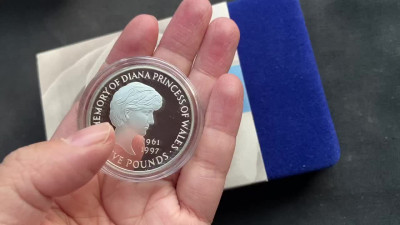 MEMORY OF DIANA PRINCESS OF WALES
1961
1997
POUNDS